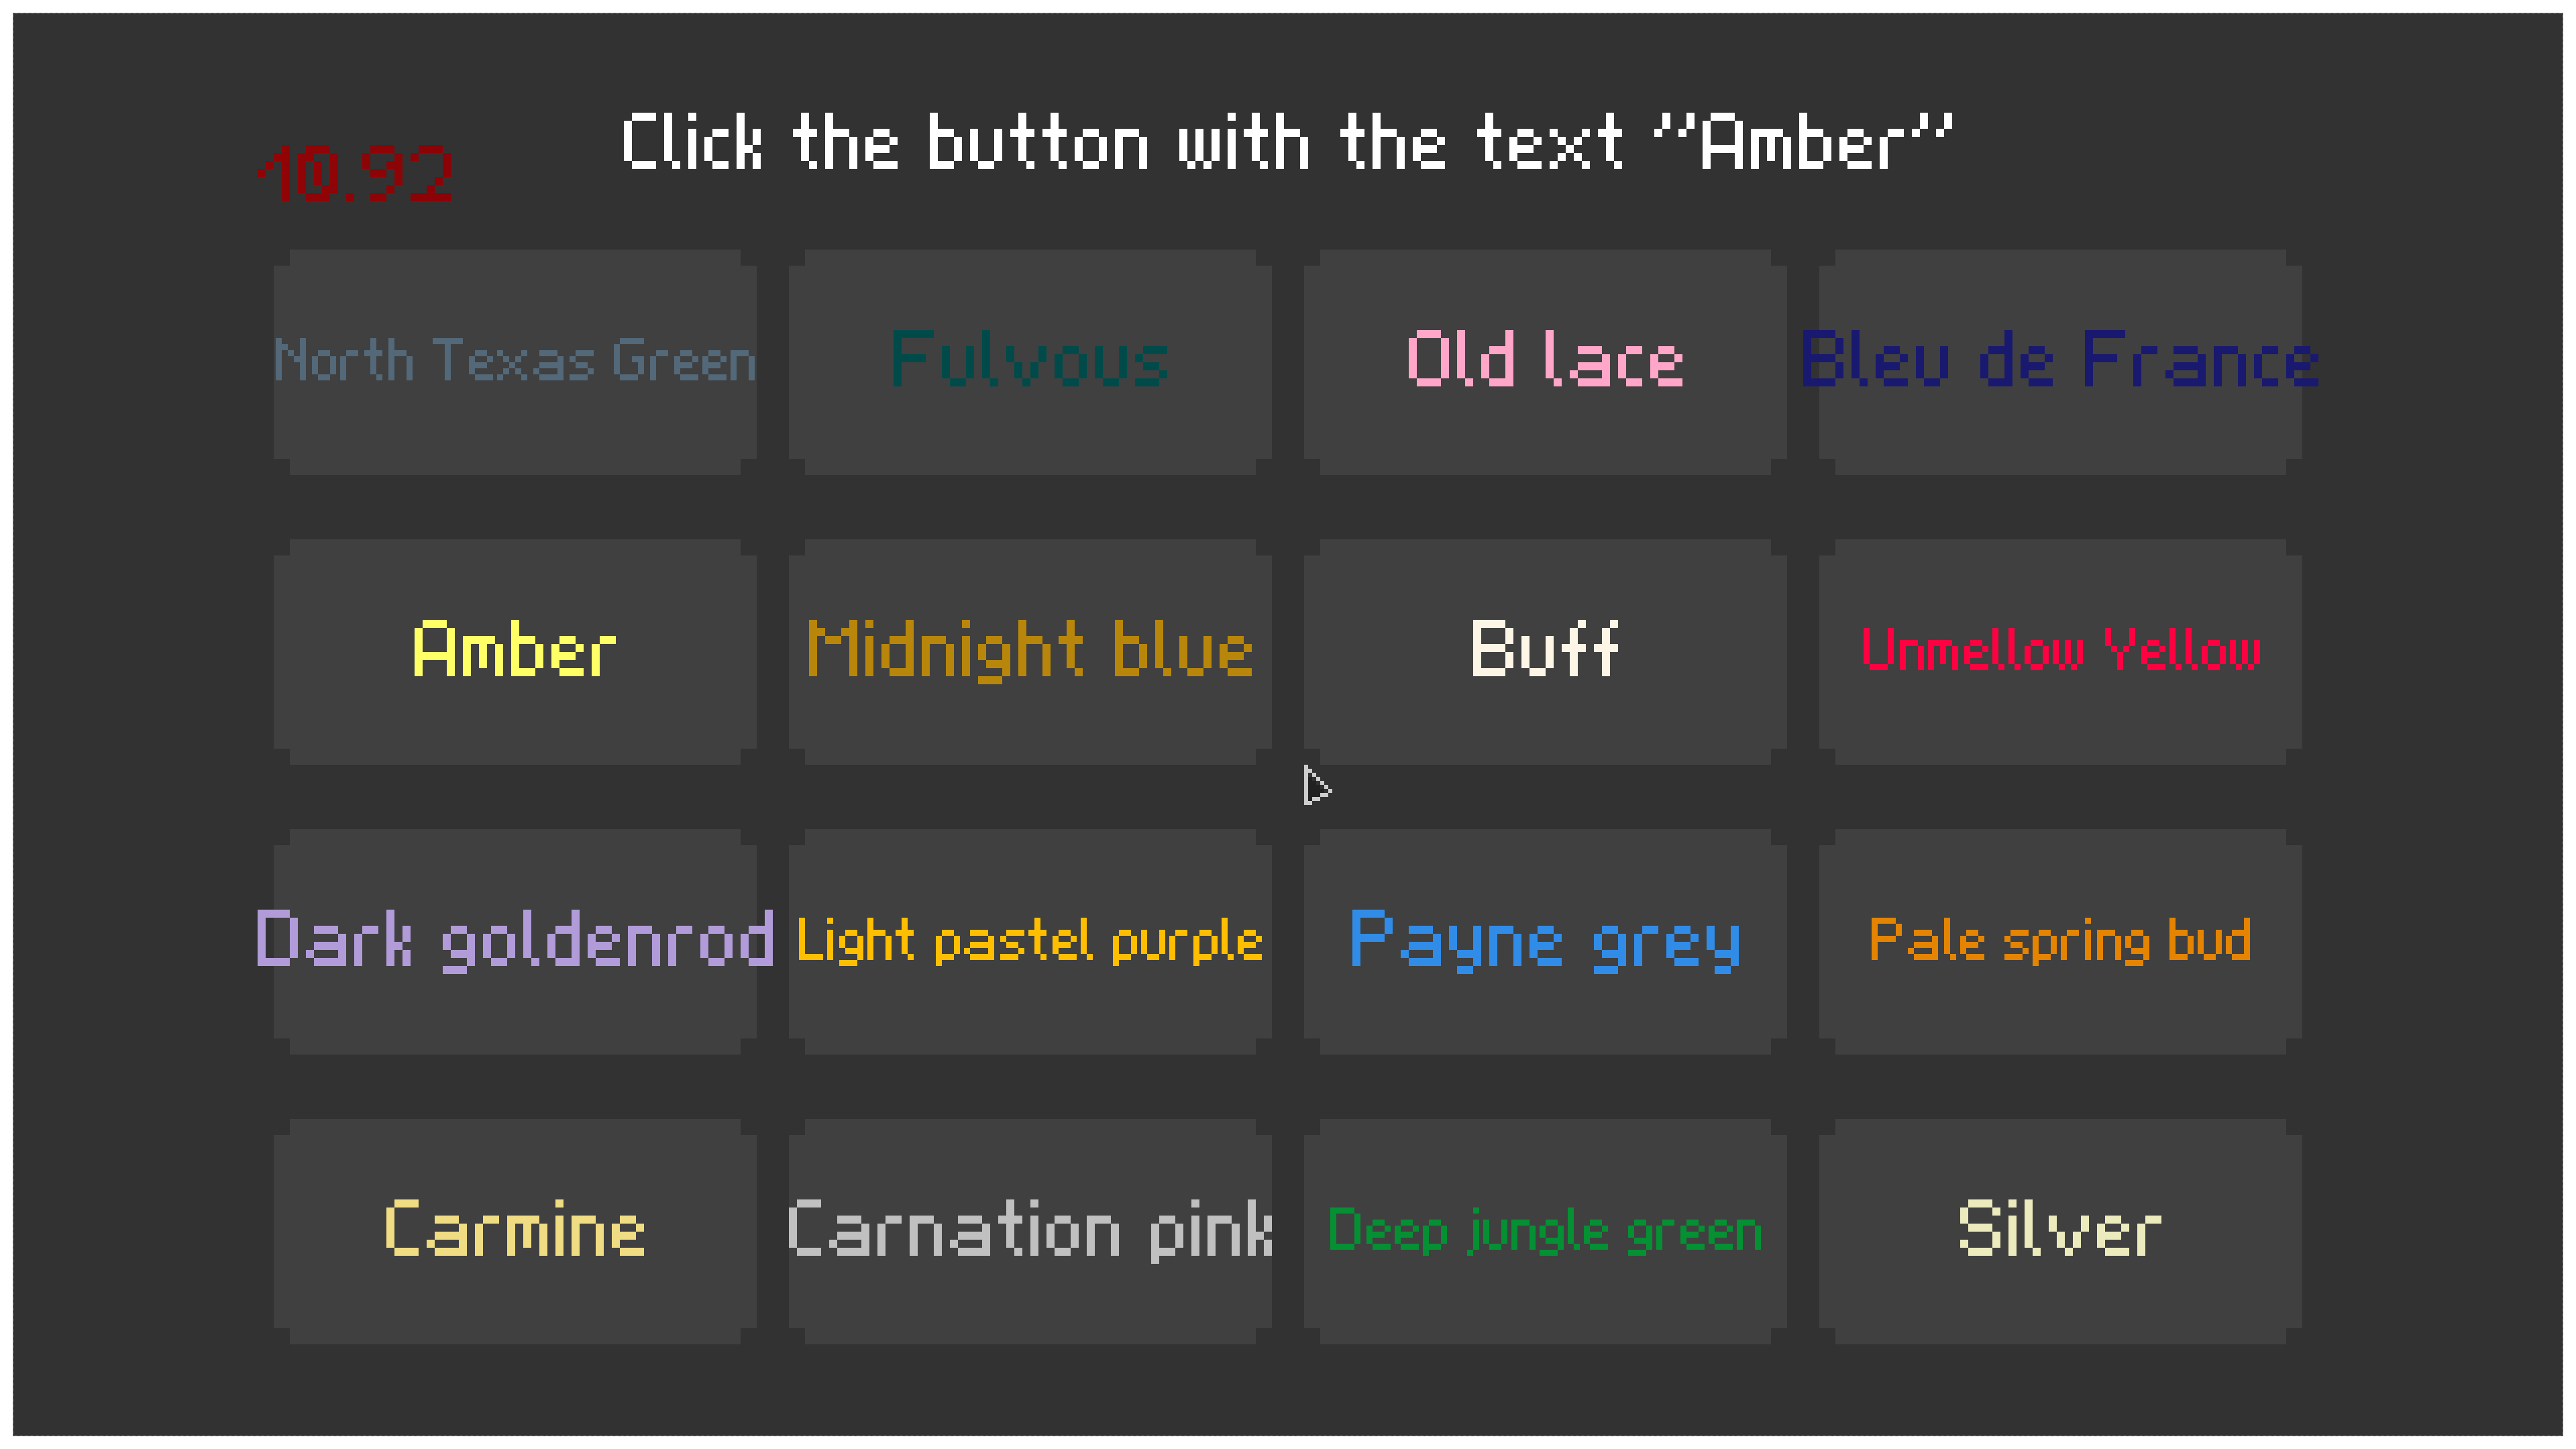 Click the button with the text "Amber"
10.92
North Texas Green
Fulvous
Old lace
Bleu de France
Amber
Midnight blue
Buff
Unmellow Yellow
Dark goldenrod
Light pastel purple
Payne grey
Pale spring bud
Carmine
Carnation pink
Deep jungle green
Silver